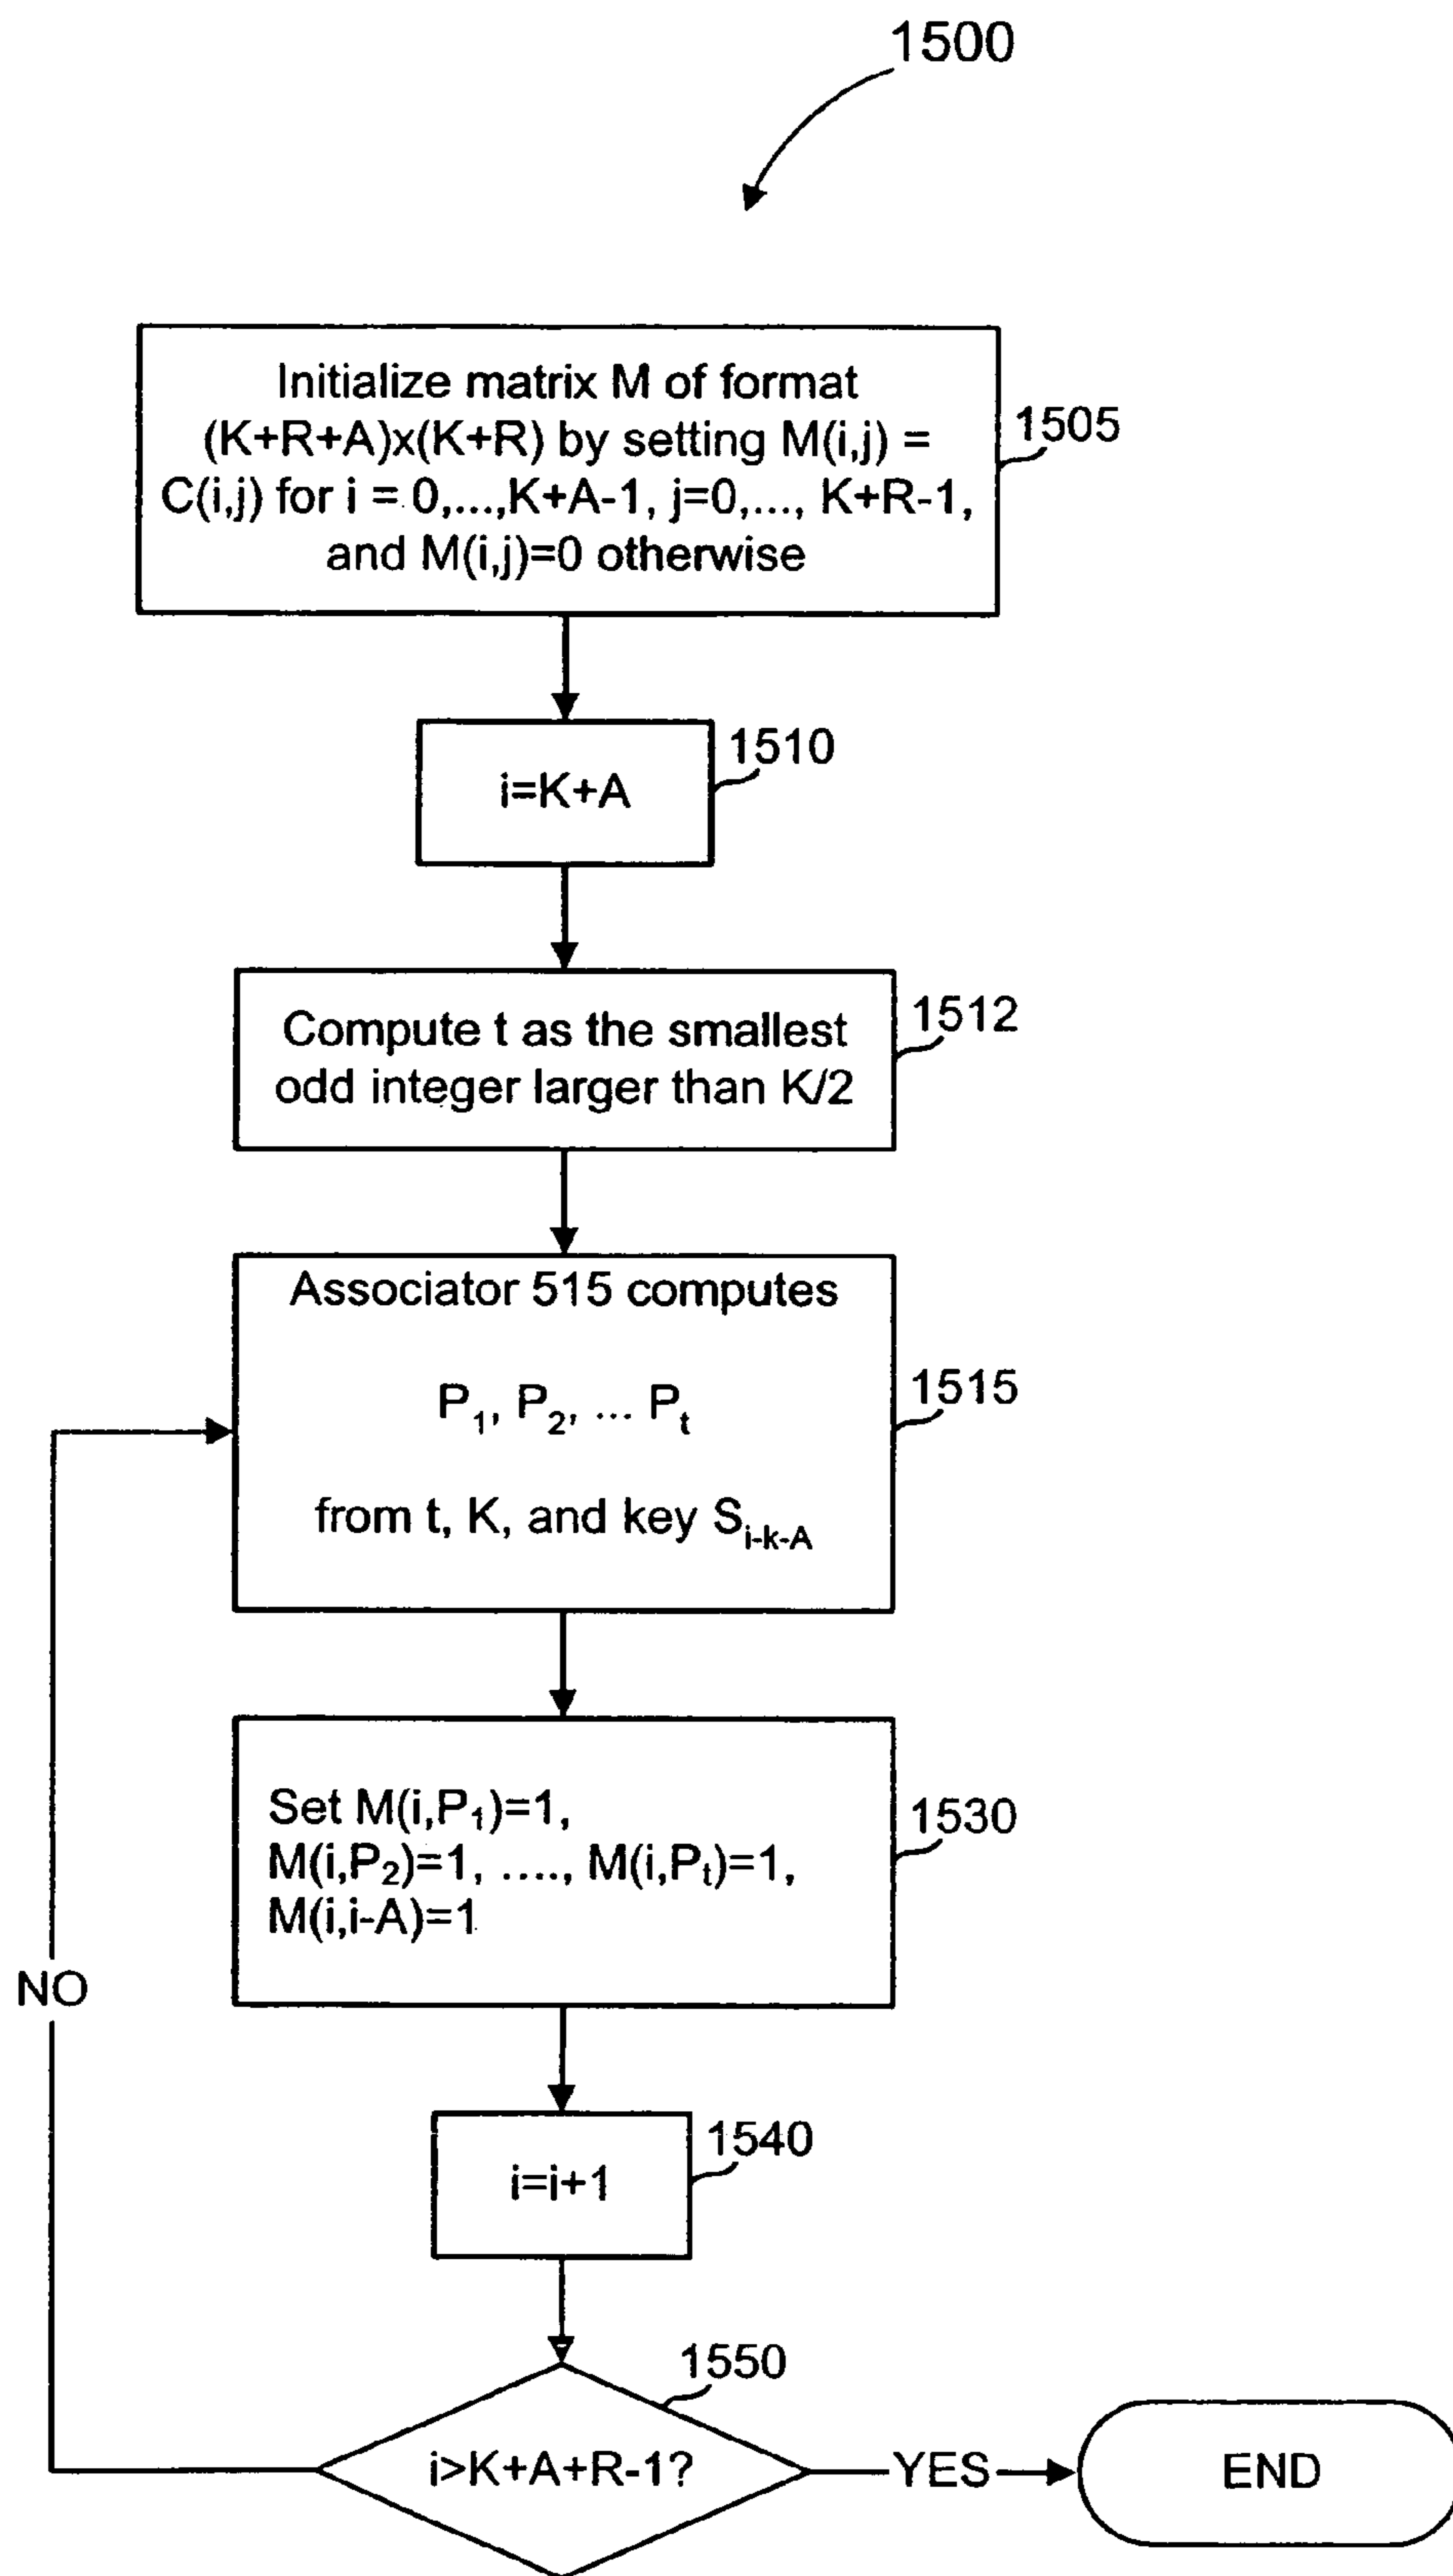 1500
Initialize matrix M of format
(K+R+A)x(K+R) by setting M(i,j) =
C(i,j) for i = 0,...,K+A-1, j=0,..., K+R-1,
and M(i,j)=0 otherwise
1505
i=K+A
1510
Compute t as the smallest
odd integer larger than K/2
1512
Associator 515 computes
P₁, P₂, ... Pₜ
from t, K, and key S_{i-k-A}
1515
Set M(i,P₁)=1,
M(i,P₂)=1, ...., M(i,Pₜ)=1,
M(i,i-A)=1
1530
NO
i=i+1
1540
1550
i>K+A+R-1?
YES
END